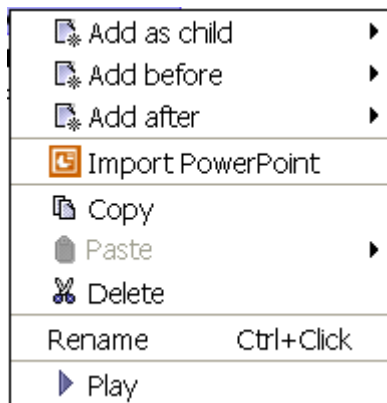 Add as child
Add before
Add after
Import PowerPoint
Copy
Paste
Delete
Rename Ctrl+Click
Play